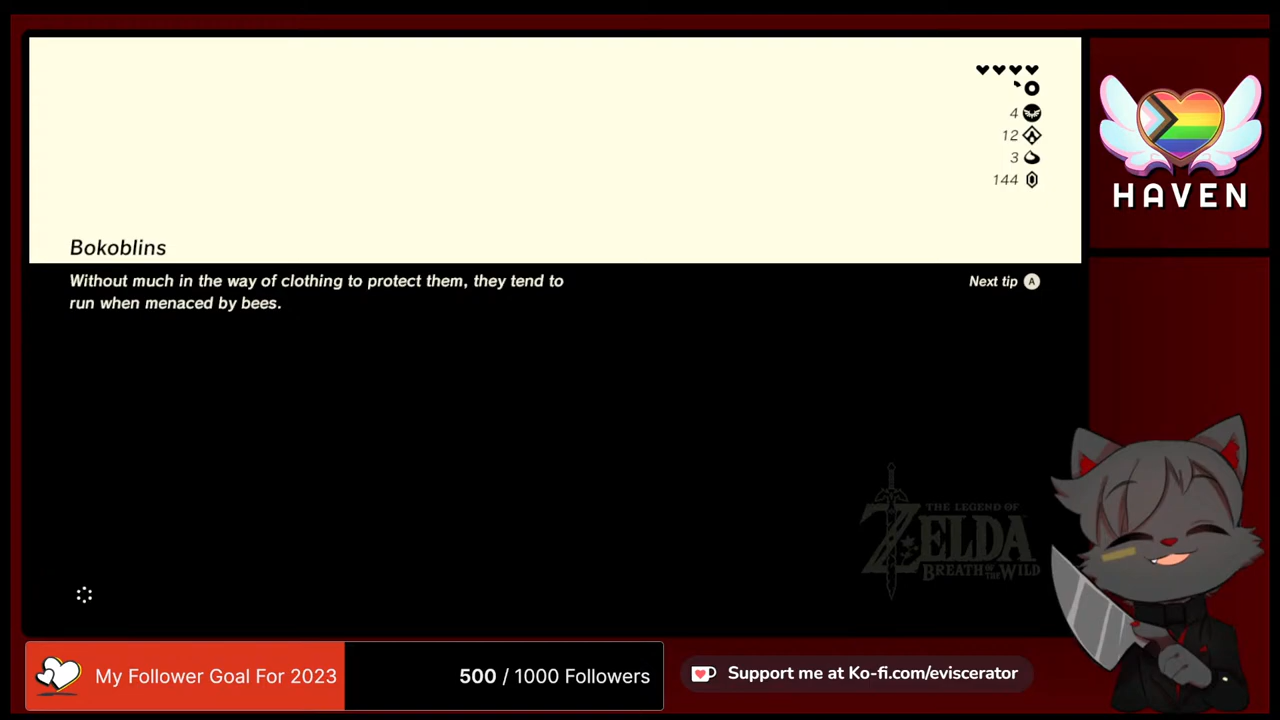 4
12
3
144
HAVEN
Bokoblins
Without much in the way of clothing to protect them, they tend to
run when menaced by bees.
Next tip A
THE LEGEND OF
ZELDA
BREATH OF THE WILD
My Follower Goal For 2023
500 / 1000 Followers
Support me at Ko-fi.com/eviscerator